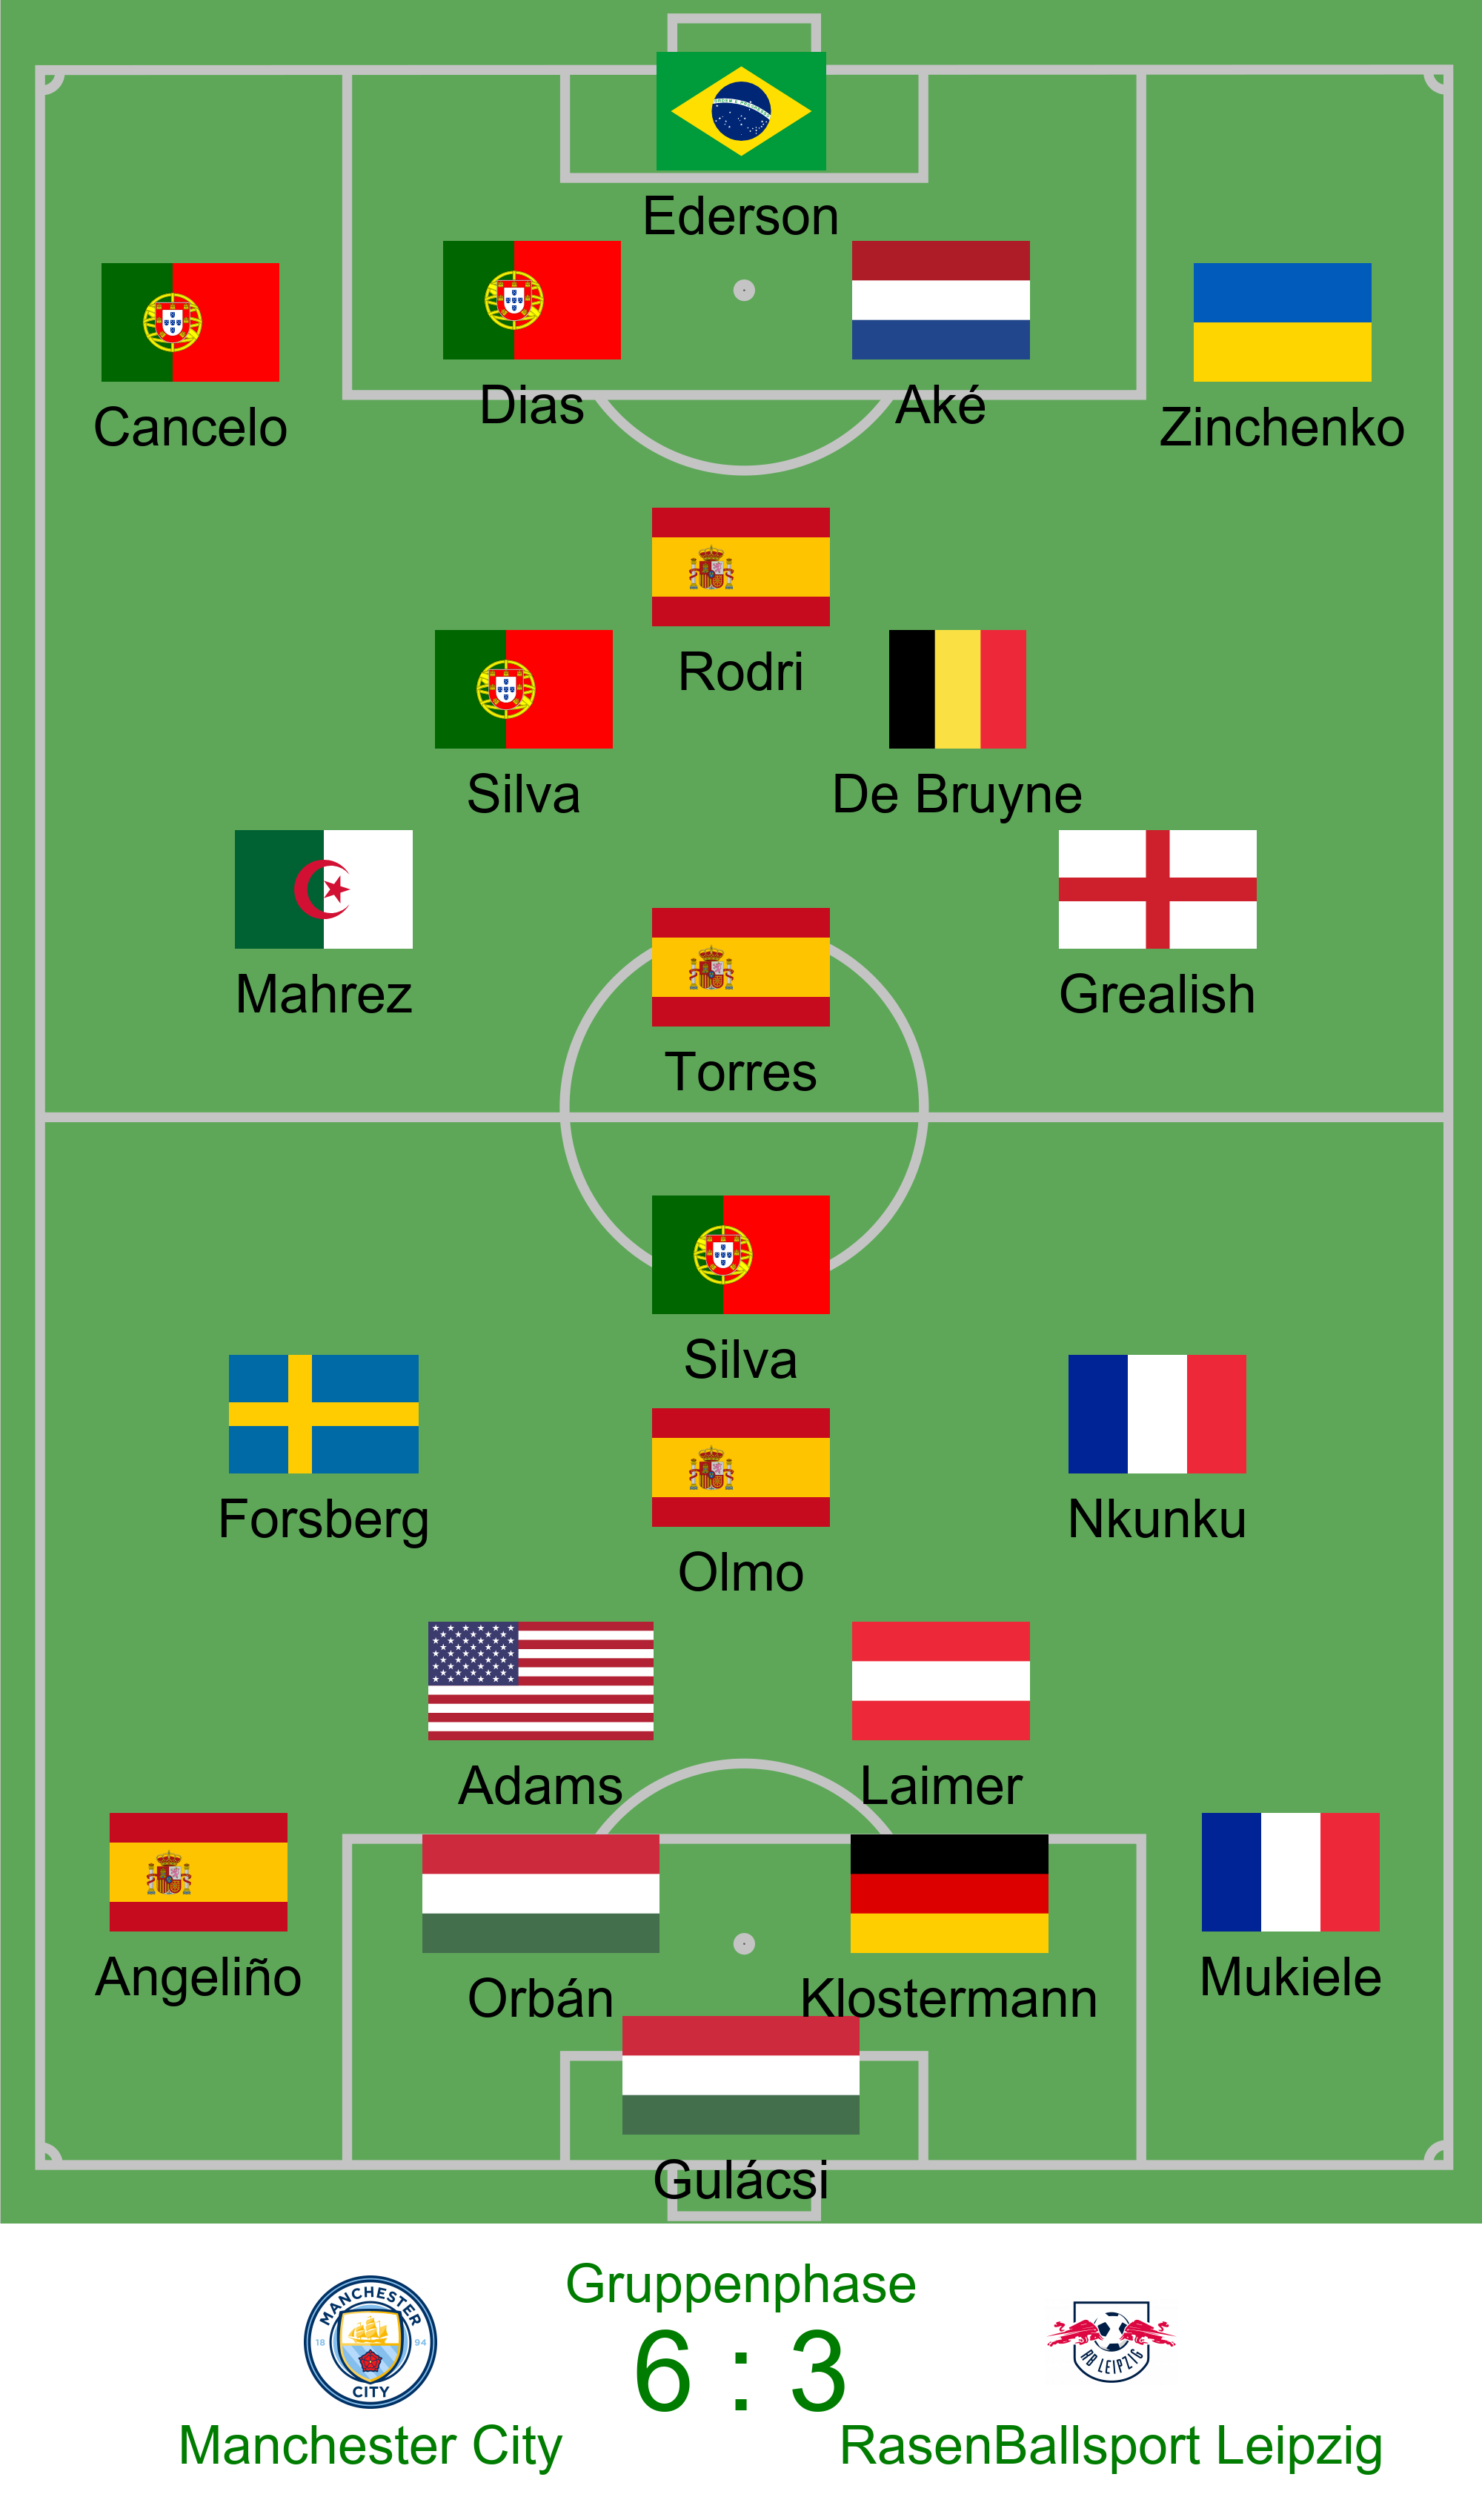 Ederson
Cancelo
Dias
Aké
Zinchenko
Rodri
Silva
De Bruyne
Mahrez
Grealish
Torres
Silva
Forsberg
Nkunku
Olmo
Adams
Laimer
Angeliño
Orbán
Klostermann
Mukiele
Gulácsi
Gruppenphase
6 : 3
MANCHESTER
18 94
CITY
RB LEIPZIG
Manchester City
RasenBallsport Leipzig